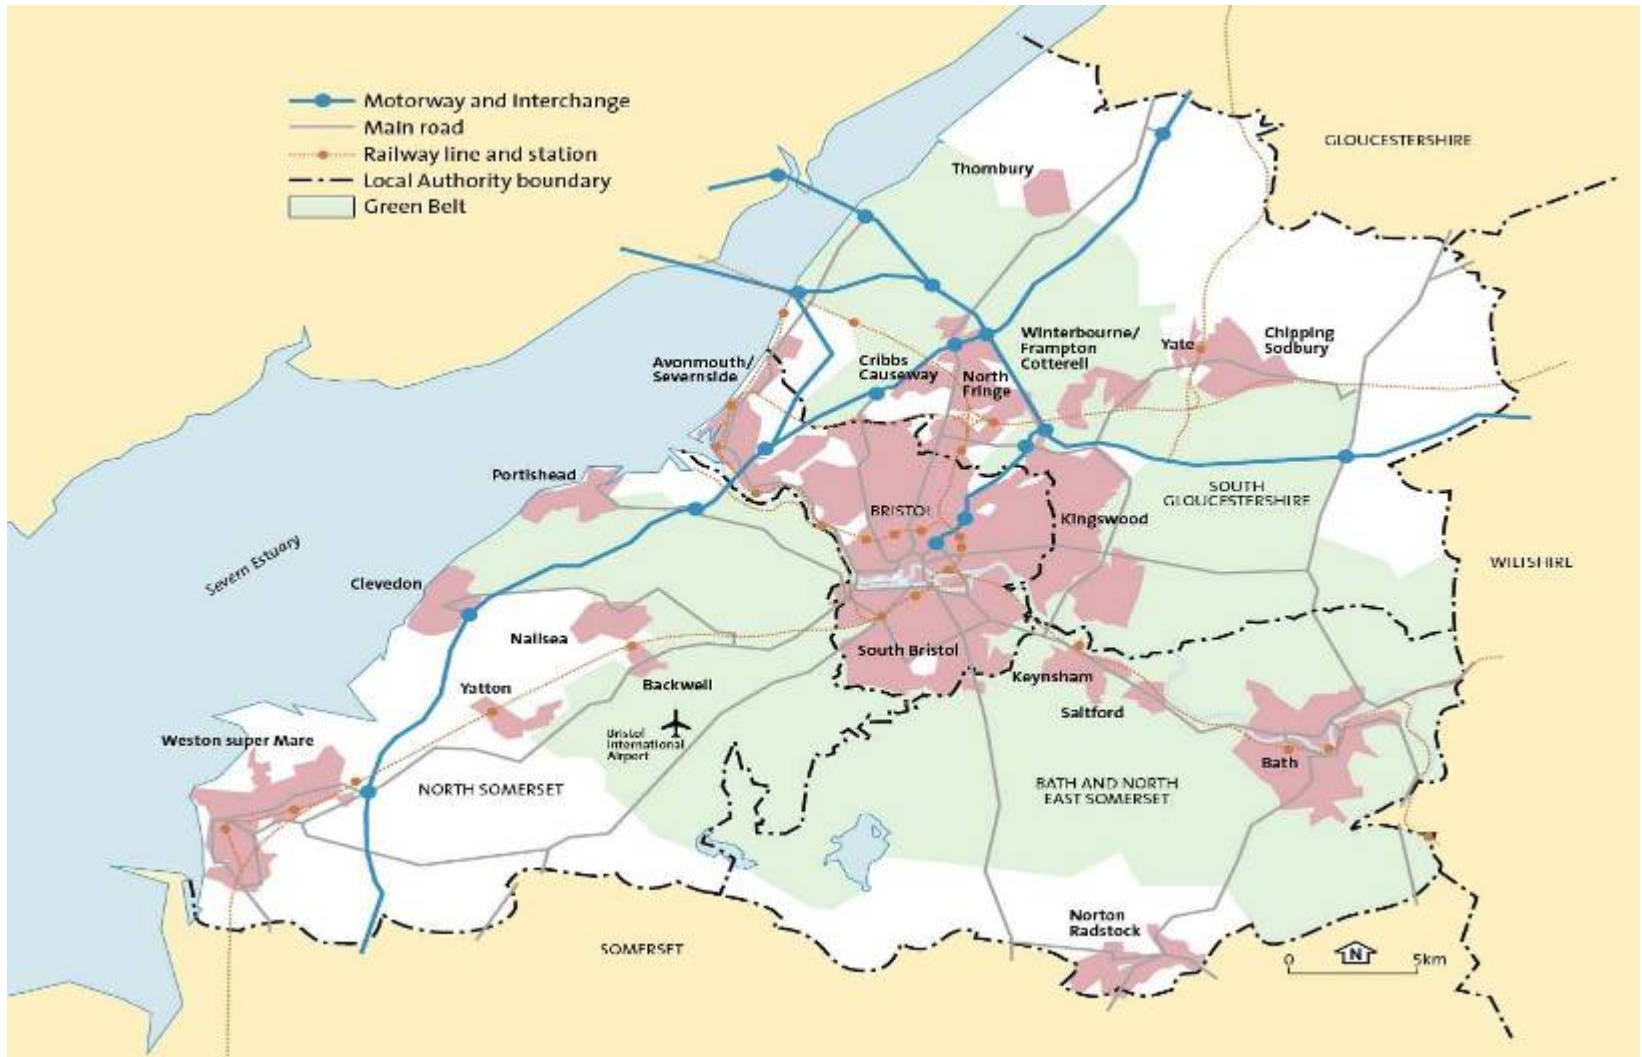 Motorway and Interchange
Main road
Railway line and station
Local Authority boundary
Green Belt
GLOUCESTERSHIRE
Thornbury
Winterbourne/
Frampton
Cotterell
Chipping
Sodbury
Yate
Avonmouth/
Severnside
Cribbs
Causeway
North
Fringe
Portishead
SOUTH
GLOUCESTERSHIRE
BRISTOL
Kingswood
Severn Estuary
WILTSHIRE
Clevedon
Nailsea
South Bristol
Keynsham
Backwell
Yatton
Saltford
Weston super Mare
Bristol
International
Airport
Bath
NORTH SOMERSET
BATH AND NORTH
EAST SOMERSET
Norton
Radstock
SOMERSET
N
0 5km